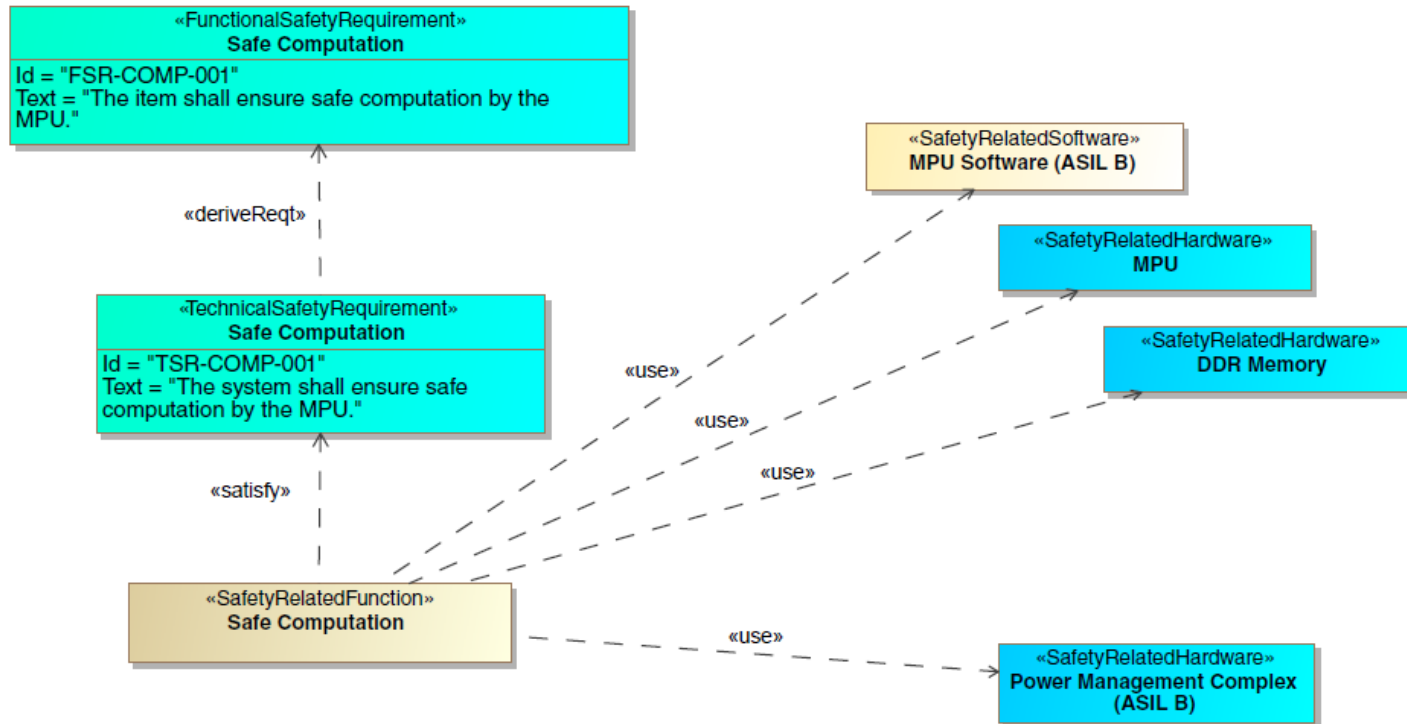 «FunctionalSafetyRequirement»
Safe Computation
Id = "FSR-COMP-001"
Text = "The item shall ensure safe computation by the
MPU."
«deriveReqt»
«TechnicalSafetyRequirement»
Safe Computation
Id = "TSR-COMP-001"
Text = "The system shall ensure safe
computation by the MPU."
«satisfy»
«SafetyRelatedFunction»
Safe Computation
«SafetyRelatedSoftware»
MPU Software (ASIL B)
«SafetyRelatedHardware»
MPU
«SafetyRelatedHardware»
DDR Memory
«use»
«use»
«use»
«use»
«SafetyRelatedHardware»
Power Management Complex
(ASIL B)